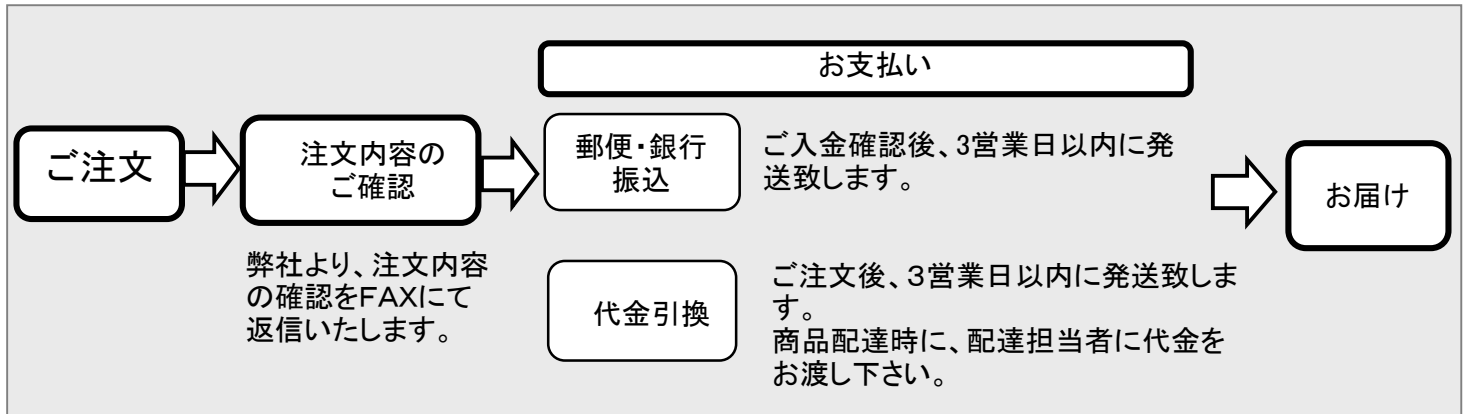 お支払い
ご注文
注文内容の
ご確認
弊社より、注文内容
の確認をFAXにて
返信いたします。
郵便・銀行
振込
ご入金確認後、3営業日以内に発
送致します。
代金引換
ご注文後、３営業日以内に発送致しま
す。
商品配達時に、配達担当者に代金を
お渡し下さい。
お届け